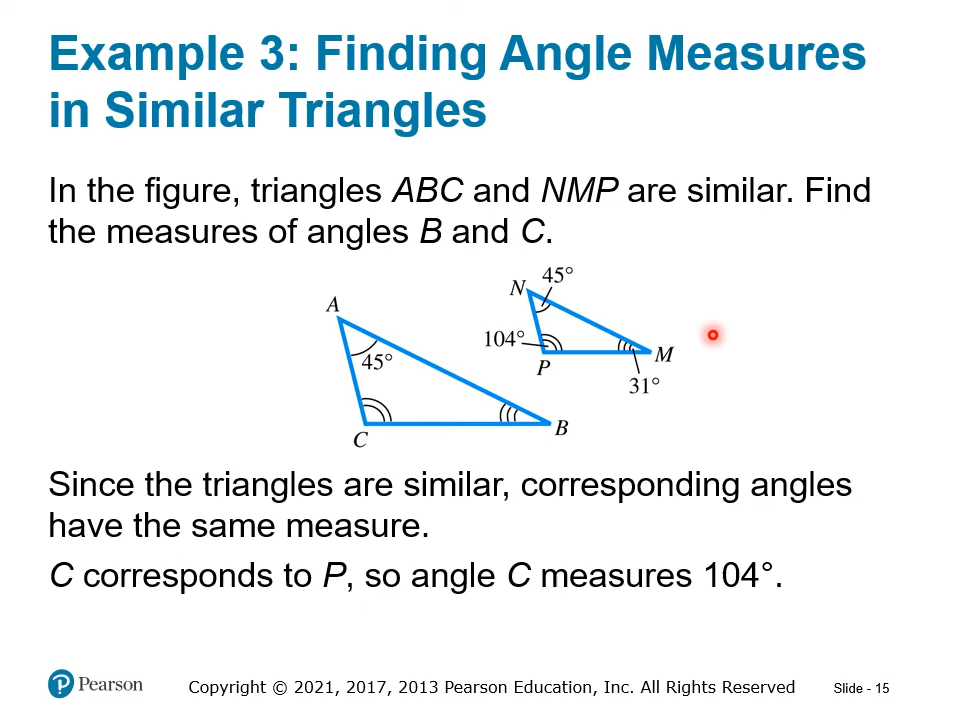 Example 3: Finding Angle Measures
in Similar Triangles
In the figure, triangles ABC and NMP are similar. Find
the measures of angles B and C.
N
45°
A
104°
M
45°
P
31°
B
C
Since the triangles are similar, corresponding angles
have the same measure.
C corresponds to P, so angle C measures 104°.
P Pearson
Copyright © 2021, 2017, 2013 Pearson Education, Inc. All Rights Reserved
Slide - 15